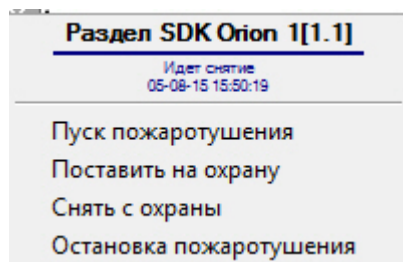 Раздел SDK Orion 1[1.1]
Идет снятие
05-08-15 15:50:19
Пуск пожаротушения
Поставить на охрану
Снять с охраны
Остановка пожаротушения